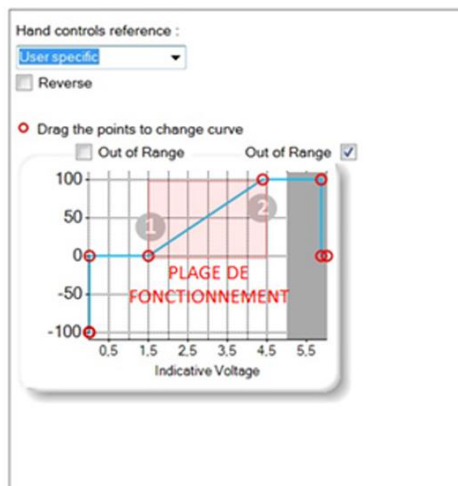 Hand controls reference :
User specific
Reverse
Drag the points to change curve
Out of Range Out of Range
100
50
0
-50
-100
1
2
PLAGE DE
FONCTIONNEMENT
0,5 1,5 2,5 3,5 4,5 5,5
Indicative Voltage